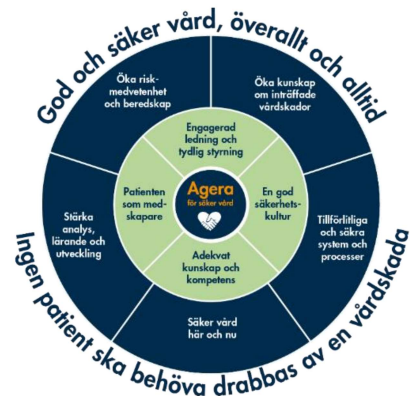 God och säker vård, överallt och alltid
Öka risk-
medvetenhet
och beredskap
Öka kunskap
om inträffade
vårdskador
Engagerad
ledning och
tydlig styrning
Patienten
som med-
skapare
Agera
för säker vård
En god
säkerhets-
kultur
Stärka
analys,
lärande och
utveckling
Tillförlitliga
och säkra
system och
processer
Adekvat
kunskap och
kompetens
Säker vård
här och nu
Ingen patient ska behöva drabbas av en vårdskada